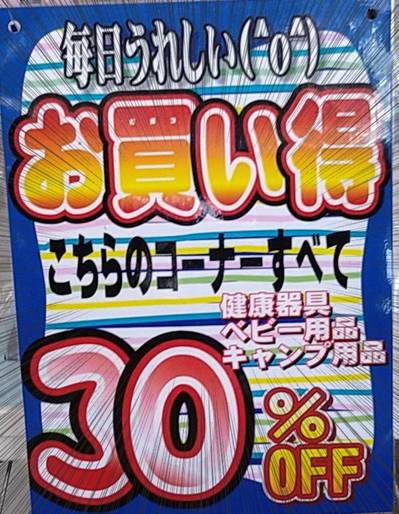 毎日うれしい(^o^)
お買い得
こちらのコーナーすべて
健康器具
ベビー用品
キャンプ用品
30
%
OFF